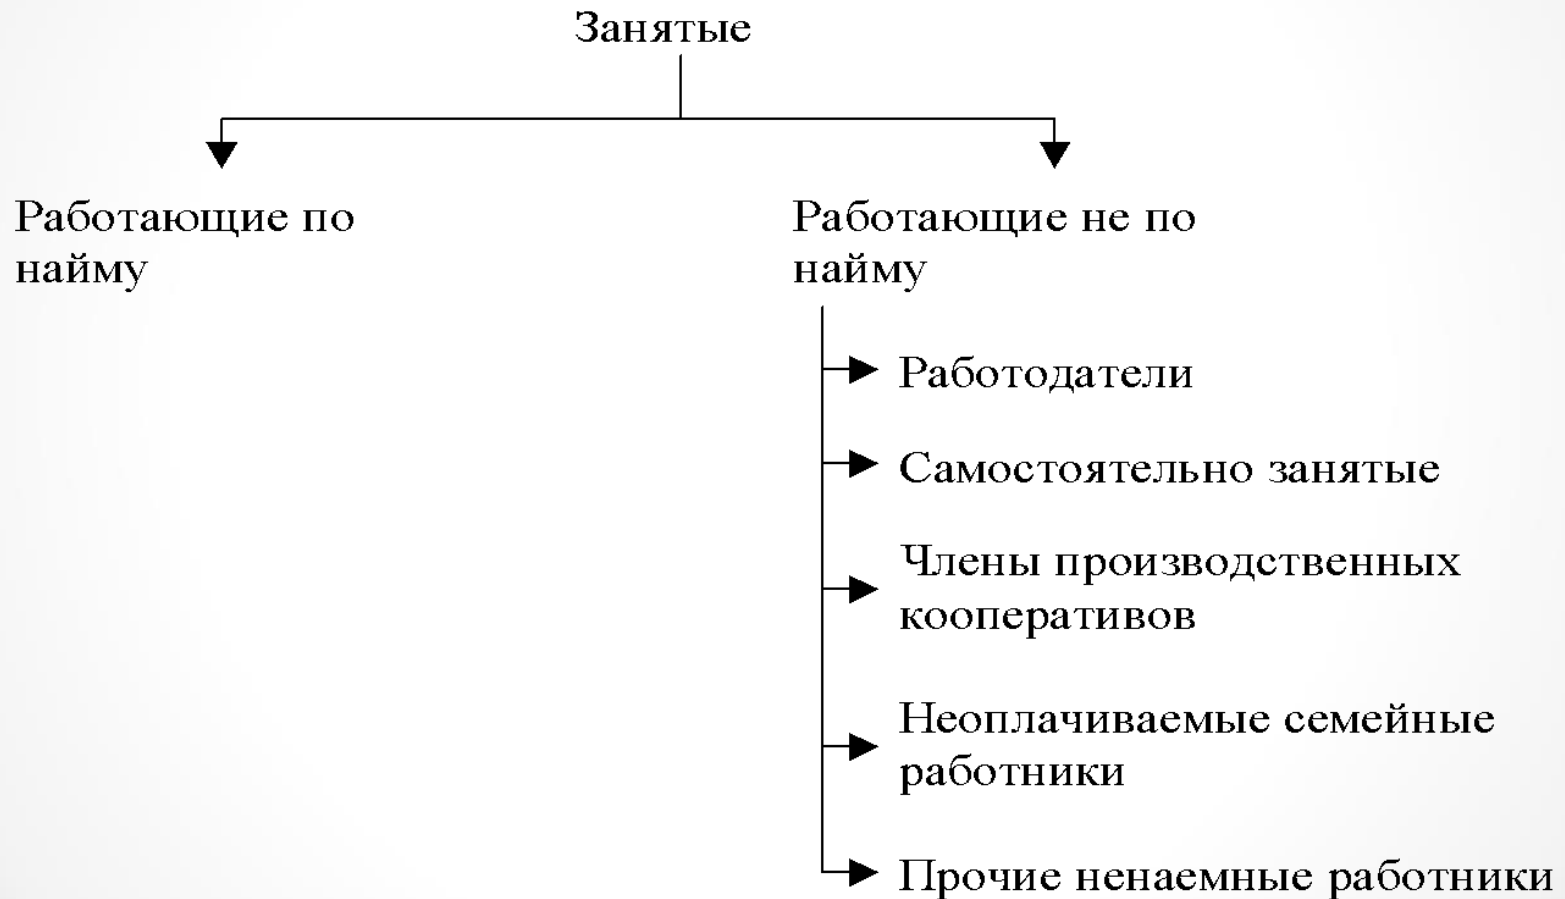 Занятые
Работающие по
найму
Работающие не по
найму
Работодатели
Самостоятельно занятые
Члены производственных
кооперативов
Неоплачиваемые семейные
работники
Прочие ненаемные работники